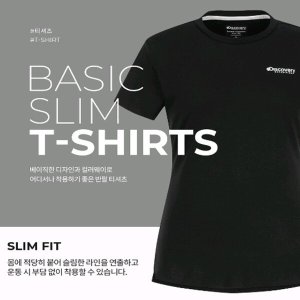 #티셔츠
#T-SHIRT
BASIC
SLIM
T-SHIRTS
베이직한 디자인과 컬러웨이로
어디서나 착용하기 좋은 반팔 티셔츠
Discovery
SLIM FIT
몸에 적당히 붙어 슬림한 라인을 연출하고
운동 시 부담 없이 착용할 수 있습니다.